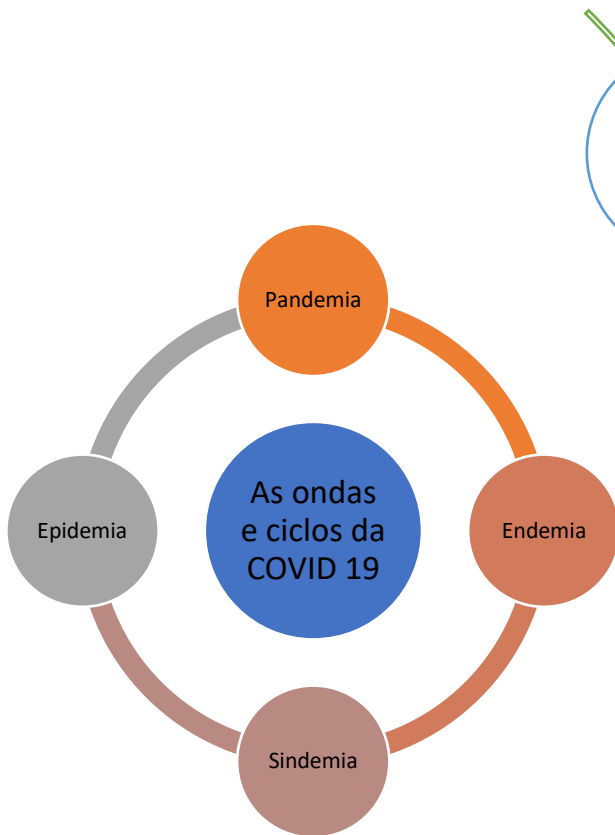 Pandemia
As ondas
e ciclos da
COVID 19
Epidemia
Endemia
Sindemia